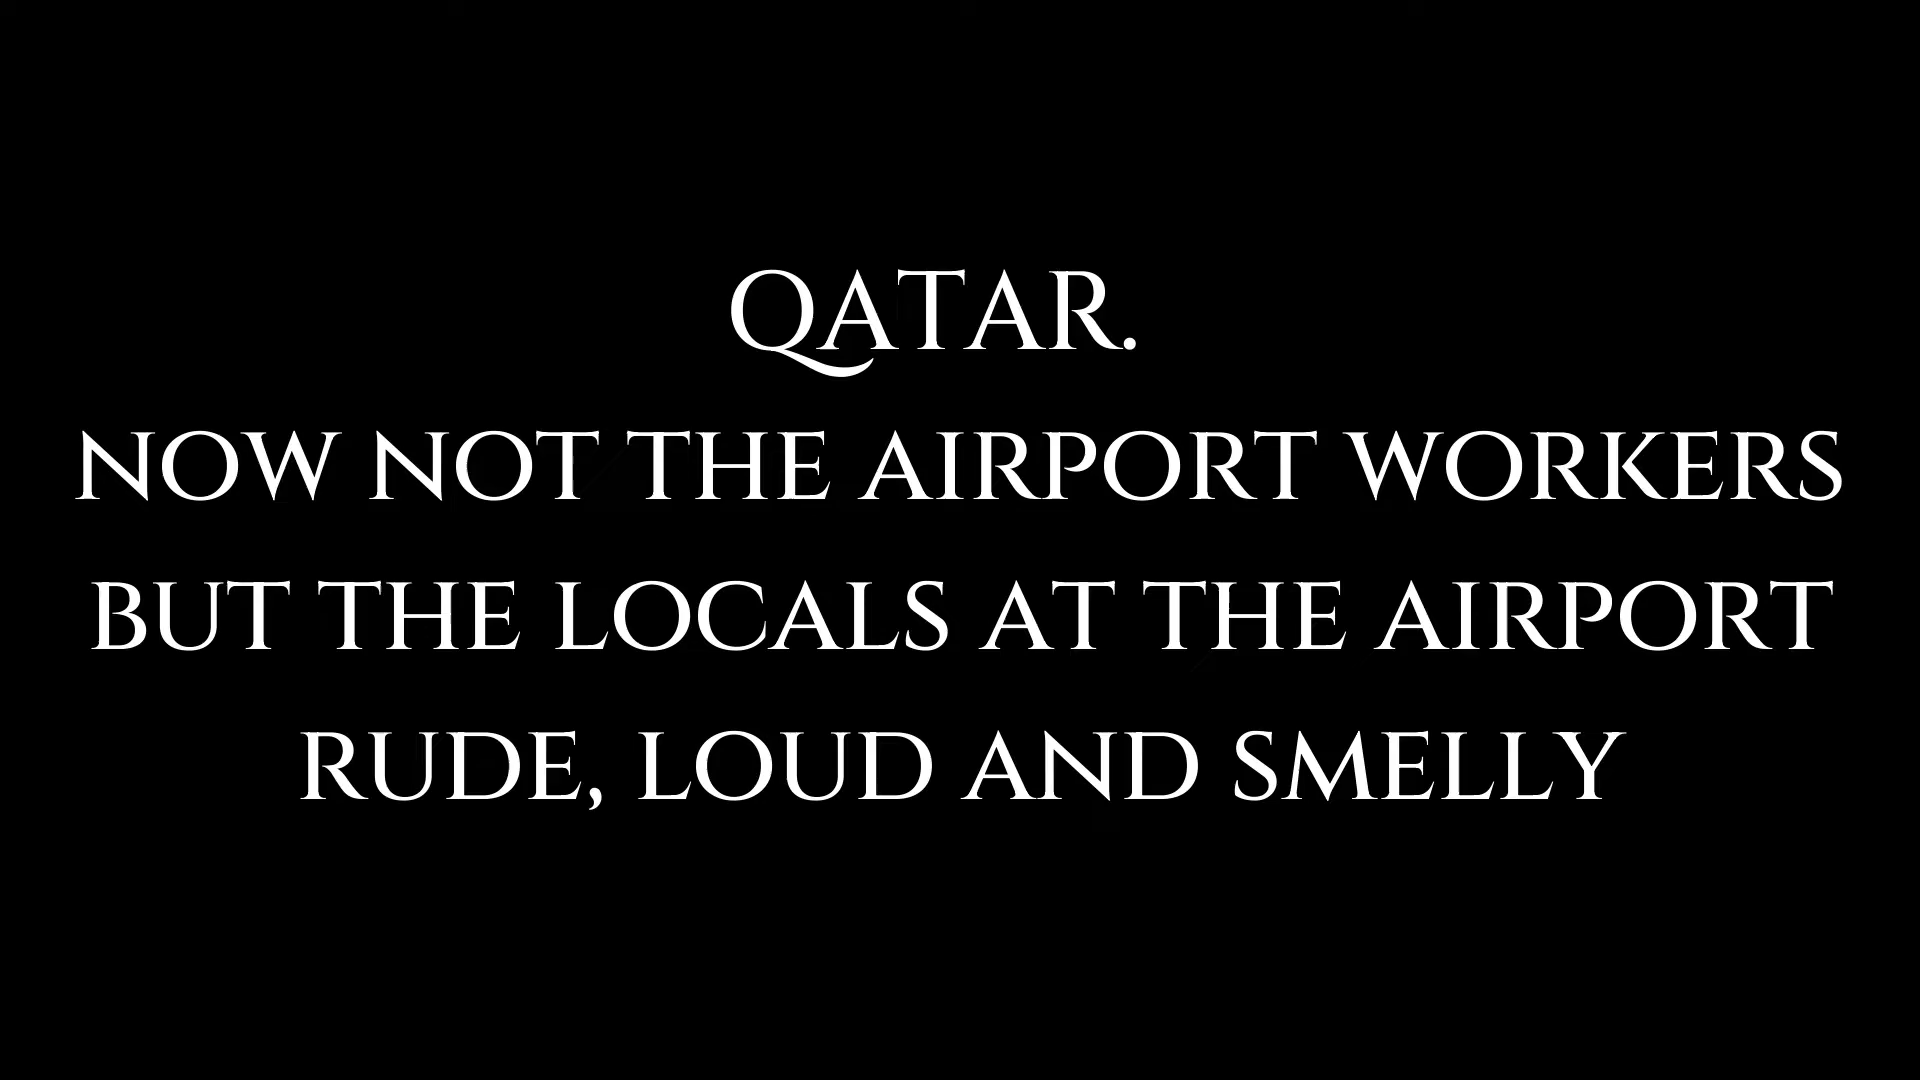 QATAR.
NOW NOT THE AIRPORT WORKERS
BUT THE LOCALS AT THE AIRPORT
RUDE, LOUD AND SMELLY